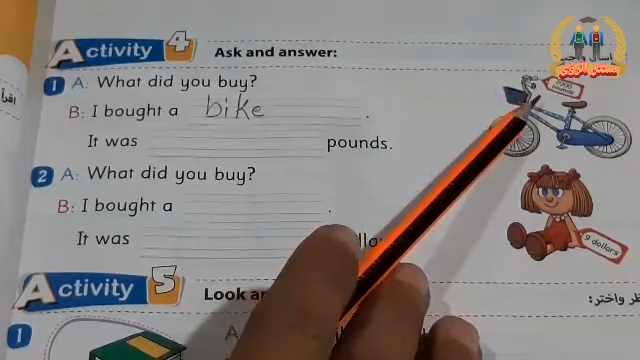 Activity 4 Ask and answer:
1 A: What did you buy?
B: I bought a bike.
It was pounds.
2 A: What did you buy?
B: I bought a .
It was
9 dollars
Activity 5 Look
1